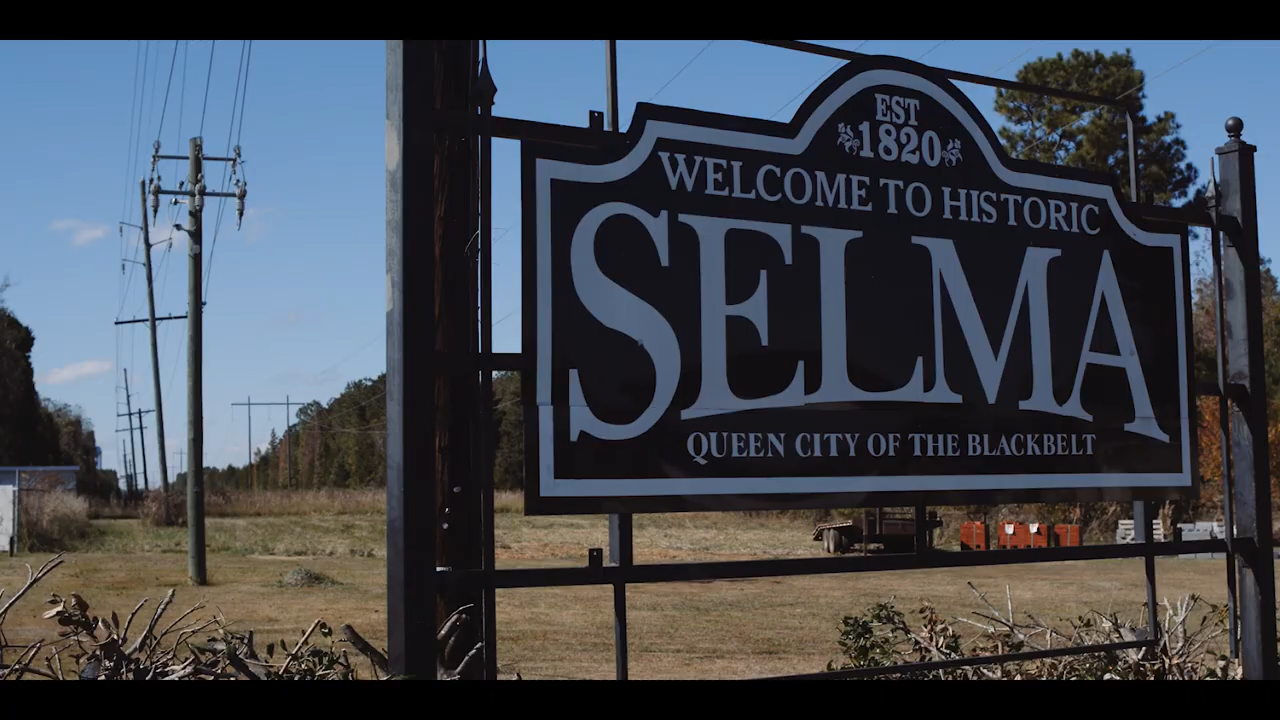 EST
1820
WELCOME TO HISTORIC
SELMA
QUEEN CITY OF THE BLACKBELT